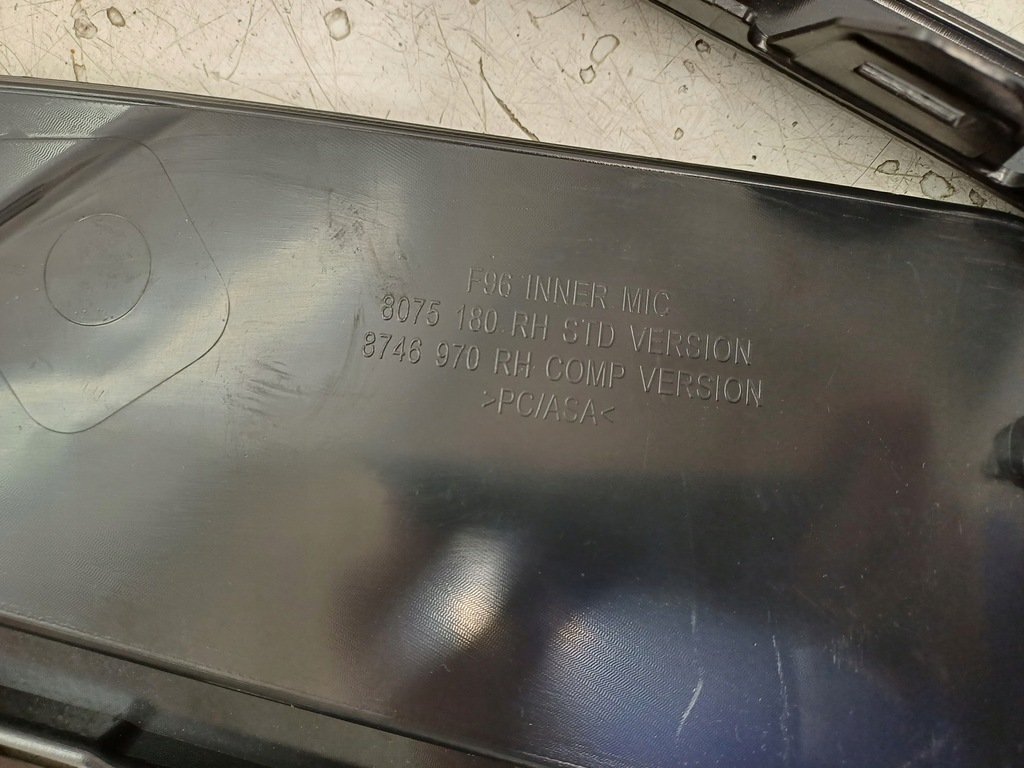 F96 INNER MIC
8075 180 RH STD VERSION
8746 970 RH COMP VERSION
>PC/ASA<